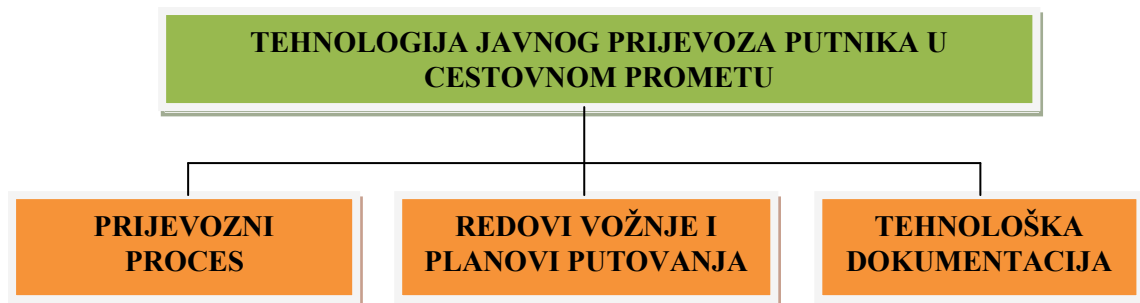 TEHNOLOGIJA JAVNOG PRIJEVOZA PUTNIKA U
CESTOVNOM PROMETU
PRIJEVOZNI
PROCES
REDOVI VOŽNJE I
PLANOVI PUTOVANJA
TEHNOLOŠKA
DOKUMENTACIJA